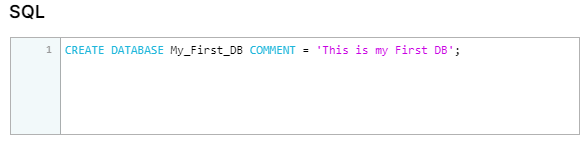 SQL
1 CREATE DATABASE My_First_DB COMMENT = 'This is my First DB';